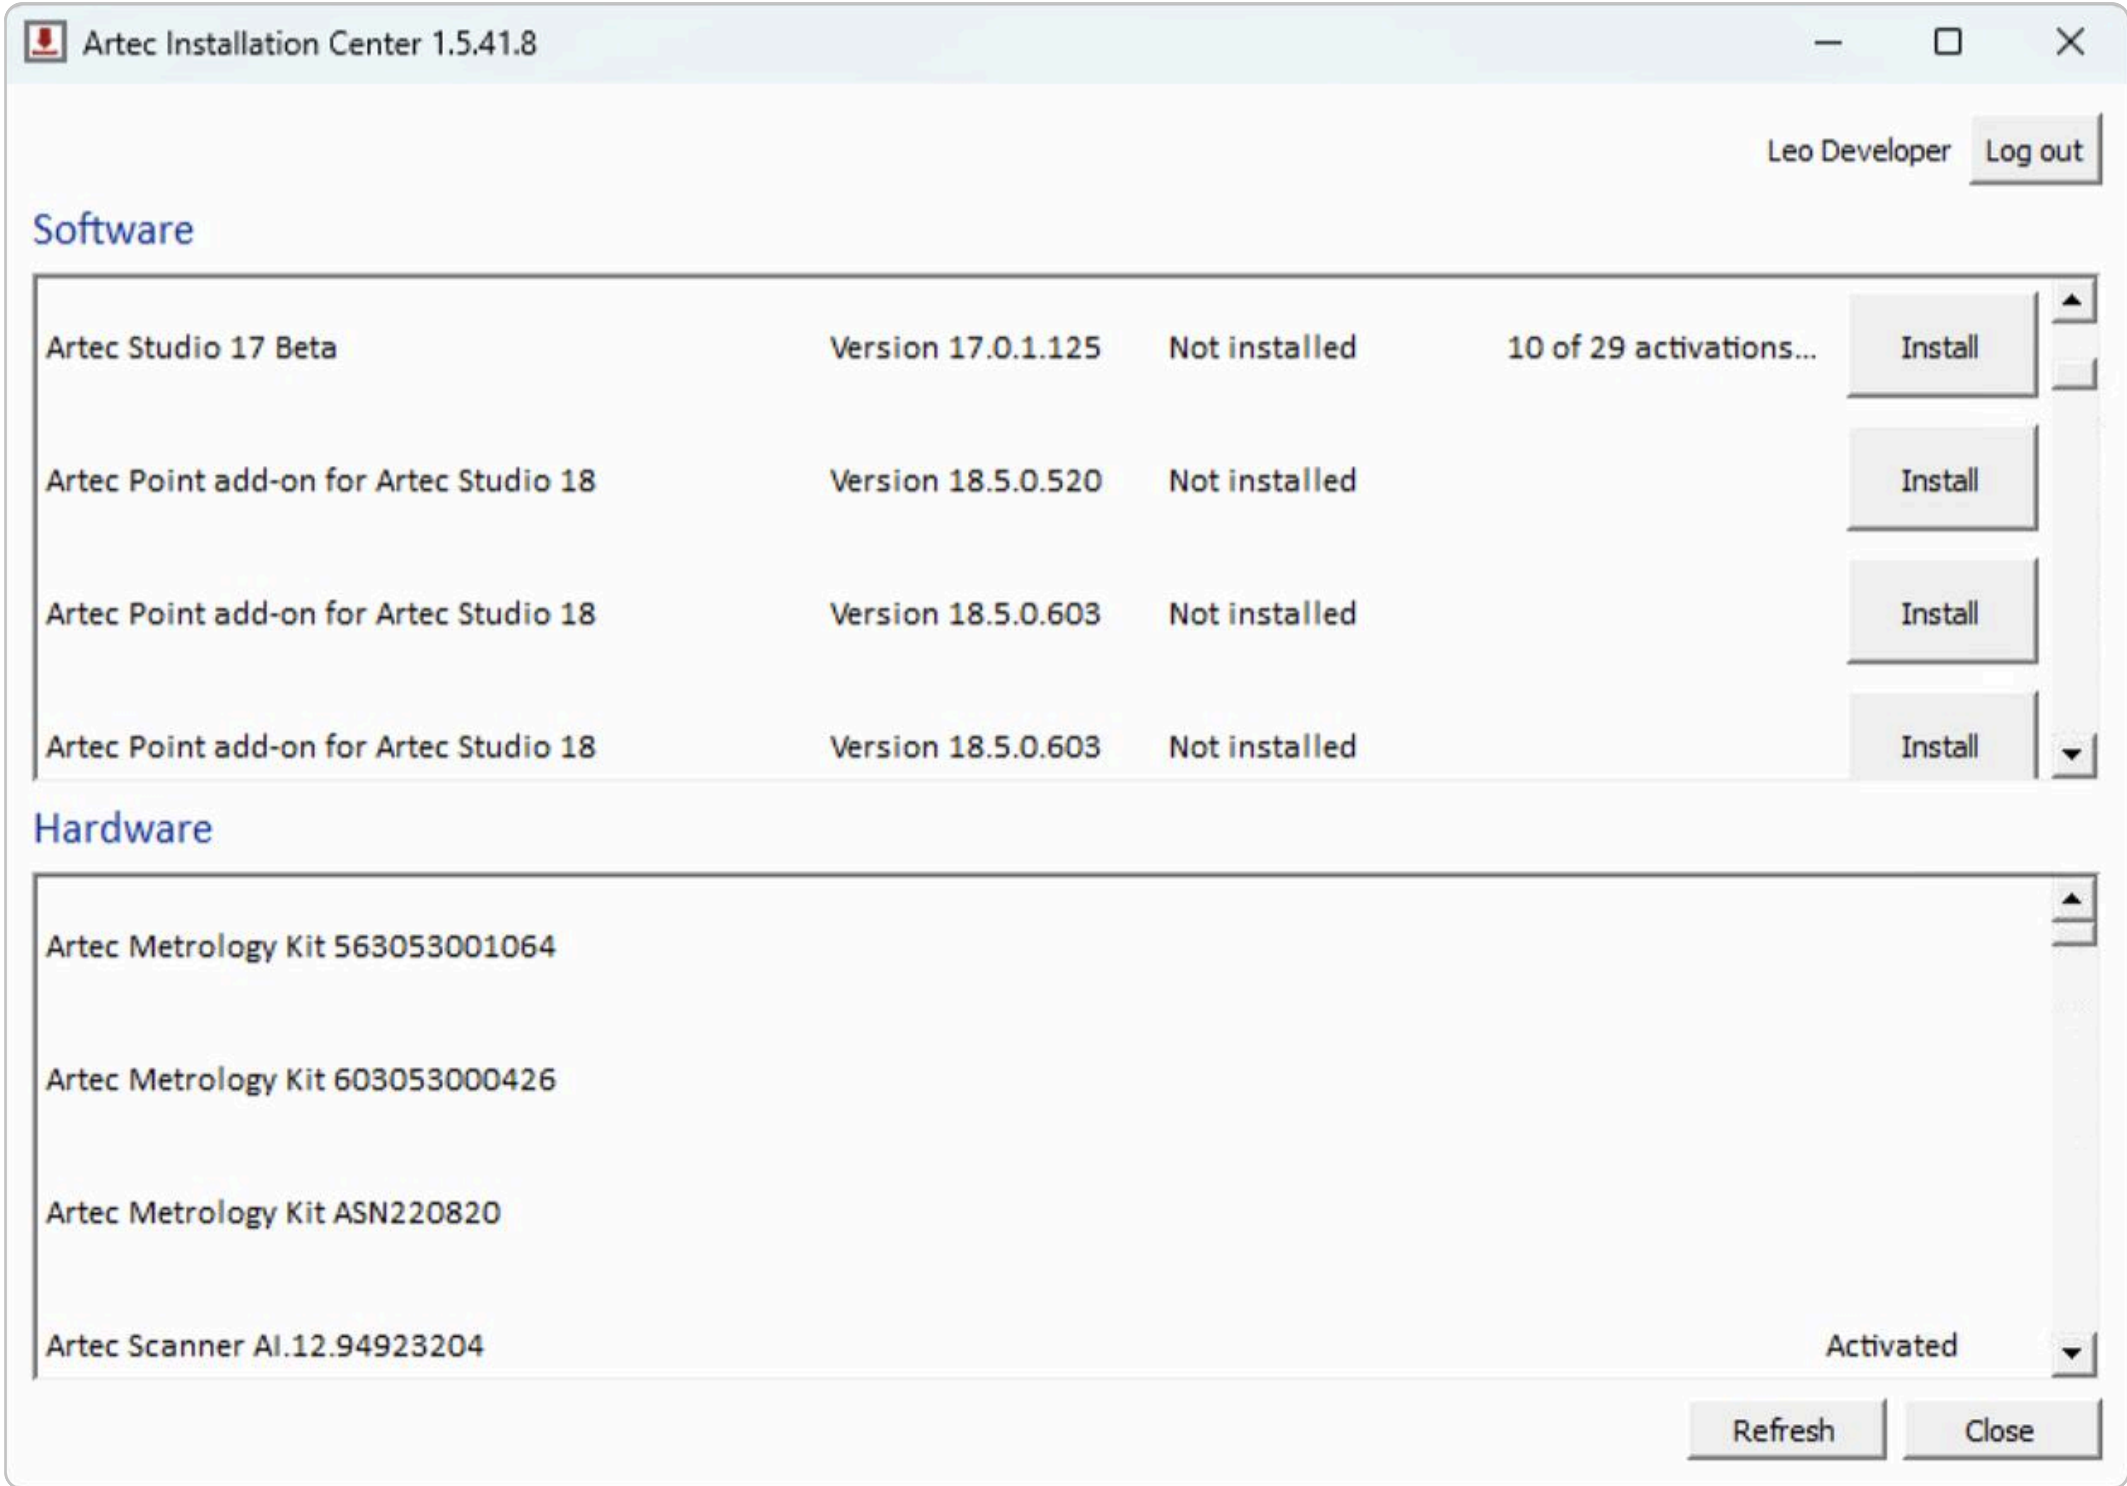 Artec Installation Center 1.5.41.8
Leo Developer Log out
Software
Artec Studio 17 Beta Version 17.0.1.125 Not installed 10 of 29 activations... Install
Artec Point add-on for Artec Studio 18 Version 18.5.0.520 Not installed Install
Artec Point add-on for Artec Studio 18 Version 18.5.0.603 Not installed Install
Artec Point add-on for Artec Studio 18 Version 18.5.0.603 Not installed Install
Hardware
Artec Metrology Kit 563053001064
Artec Metrology Kit 603053000426
Artec Metrology Kit ASN220820
Artec Scanner AI.12.94923204 Activated
Refresh Close